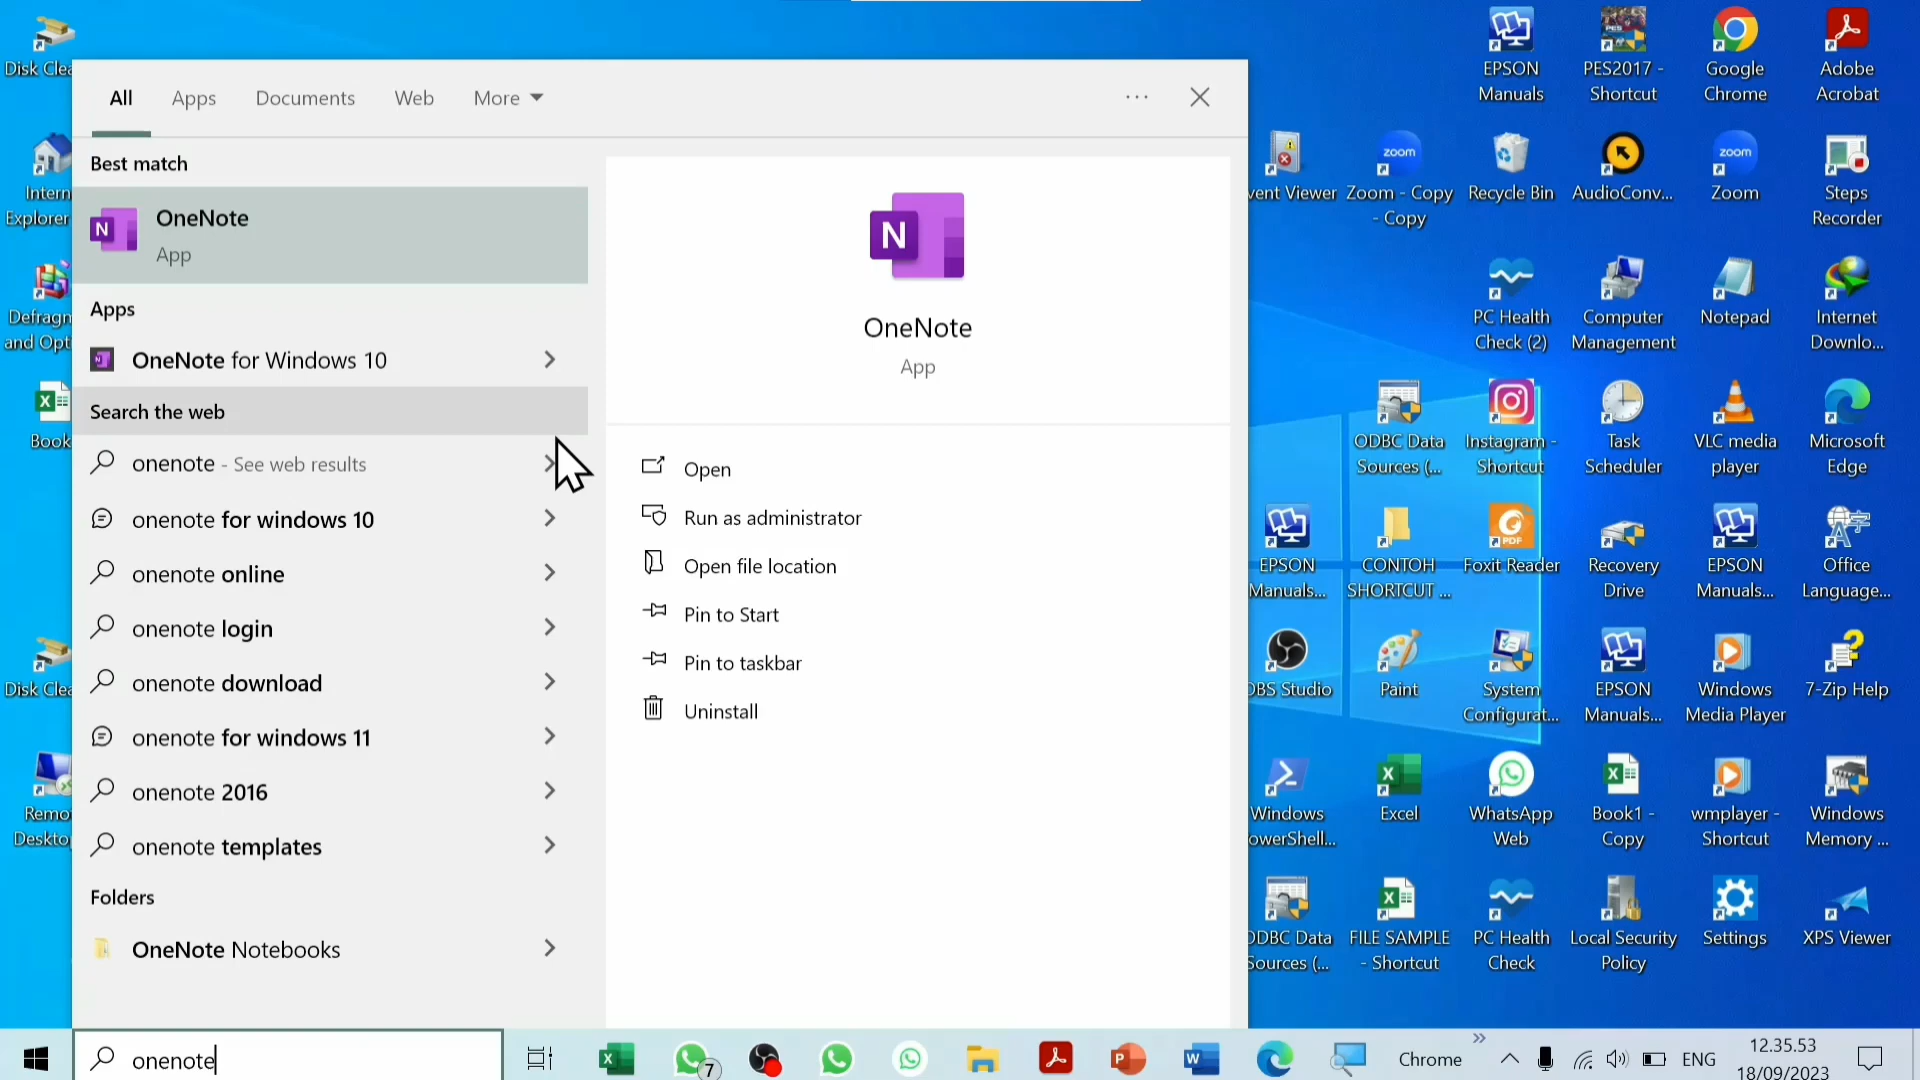 All
Apps
Documents
Web
More
Best match
OneNote
App
Apps
OneNote for Windows 10
Search the web
onenote - See web results
onenote for windows 10
onenote online
onenote login
onenote download
onenote for windows 11
onenote 2016
onenote templates
Folders
OneNote Notebooks
OneNote
App
Open
Run as administrator
Open file location
Pin to Start
Pin to taskbar
Uninstall
Disk Clea
Intern
Explorer
Defragn
and Opt
Book
Disk Clea
Remo
Deskto
EPSON
Manuals
PES2017 -
Shortcut
Google
Chrome
Adobe
Acrobat
vent Viewer
Zoom - Copy
- Copy
Recycle Bin
AudioConv...
Zoom
Steps
Recorder
PC Health
Check (2)
Computer
Management
Notepad
Internet
Downlo...
ODBC Data
Sources (...
Instagram -
Shortcut
Task
Scheduler
VLC media
player
Microsoft
Edge
EPSON
Manuals...
CONTOH
SHORTCUT ...
Foxit Reader
Recovery
Drive
EPSON
Manuals...
Office
Language...
OBS Studio
Paint
System
Configurat...
EPSON
Manuals...
Windows
Media Player
7-Zip Help
Windows
owerShell...
Excel
WhatsApp
Web
Book1 -
Copy
wmplayer -
Shortcut
Windows
Memory ...
ODBC Data
Sources (...
FILE SAMPLE
- Shortcut
PC Health
Check
Local Security
Policy
Settings
XPS Viewer
onenote
7
Chrome
ENG
12.35.53
18/09/2023